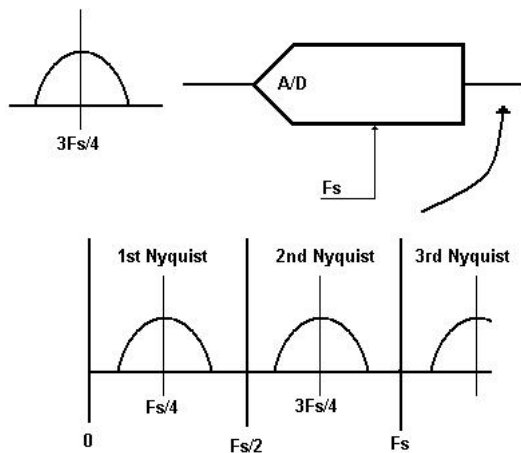 A/D
3Fs/4
Fs
1st Nyquist
2nd Nyquist
3rd Nyquist
Fs/4
3Fs/4
0
Fs/2
Fs